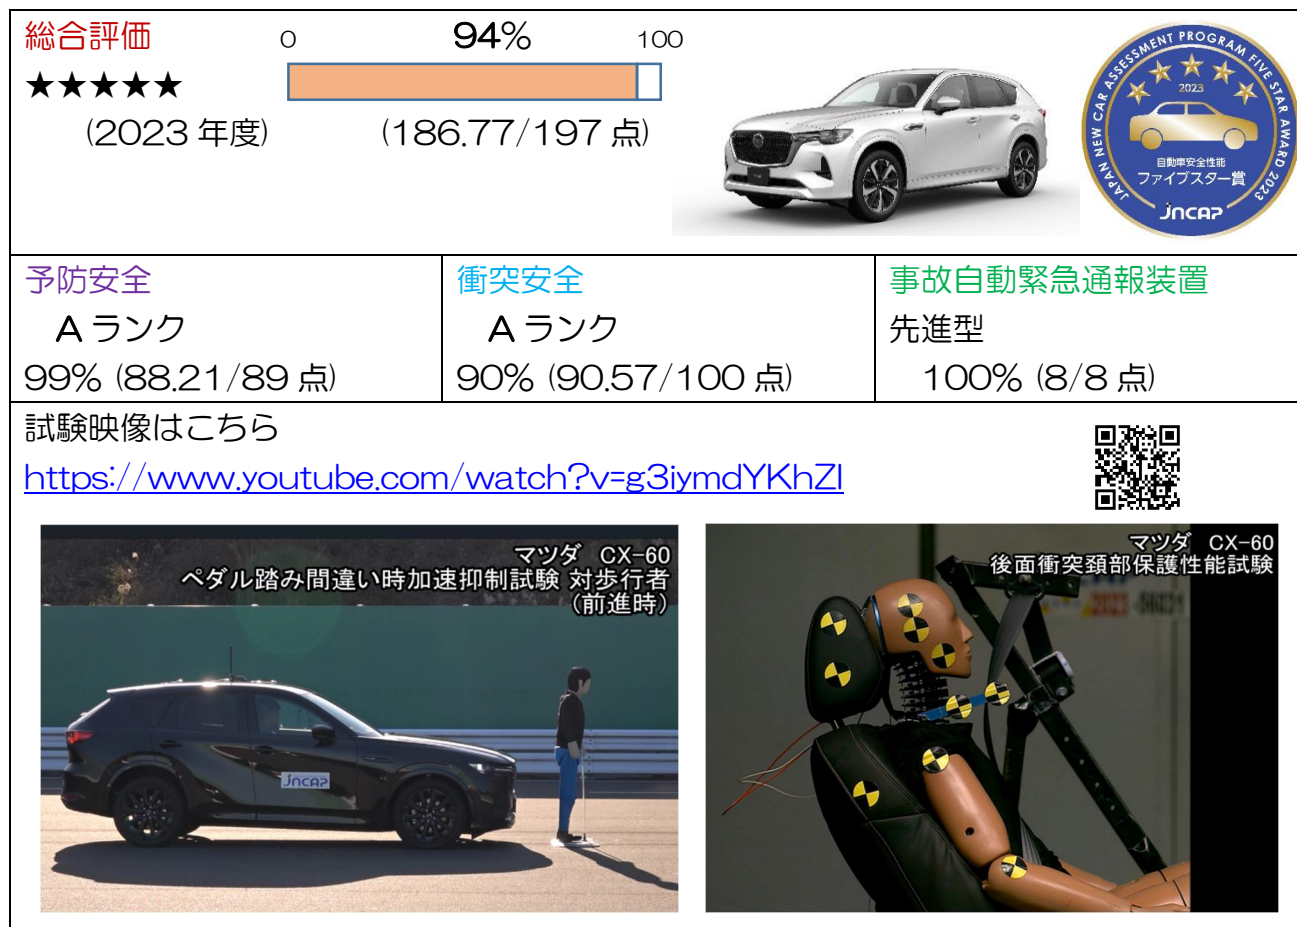 総合評価
0 94% 100
★★★★★
(2023 年度) (186.77/197 点)
JAPAN NEW CAR ASSESSMENT PROGRAM FIVE STAR AWARD 2023
2023
自動車安全性能
ファイブスター賞
JNCAP
予防安全
A ランク
99% (88.21/89 点)
衝突安全
A ランク
90% (90.57/100 点)
事故自動緊急通報装置
先進型
100% (8/8 点)
試験映像はこちら
https://www.youtube.com/watch?v=g3iymdYKhZI
マツダ CX-60
ペダル踏み間違い時加速抑制試験 対歩行者
(前進時)
JNCAP
マツダ CX-60
後面衝突頚部保護性能試験